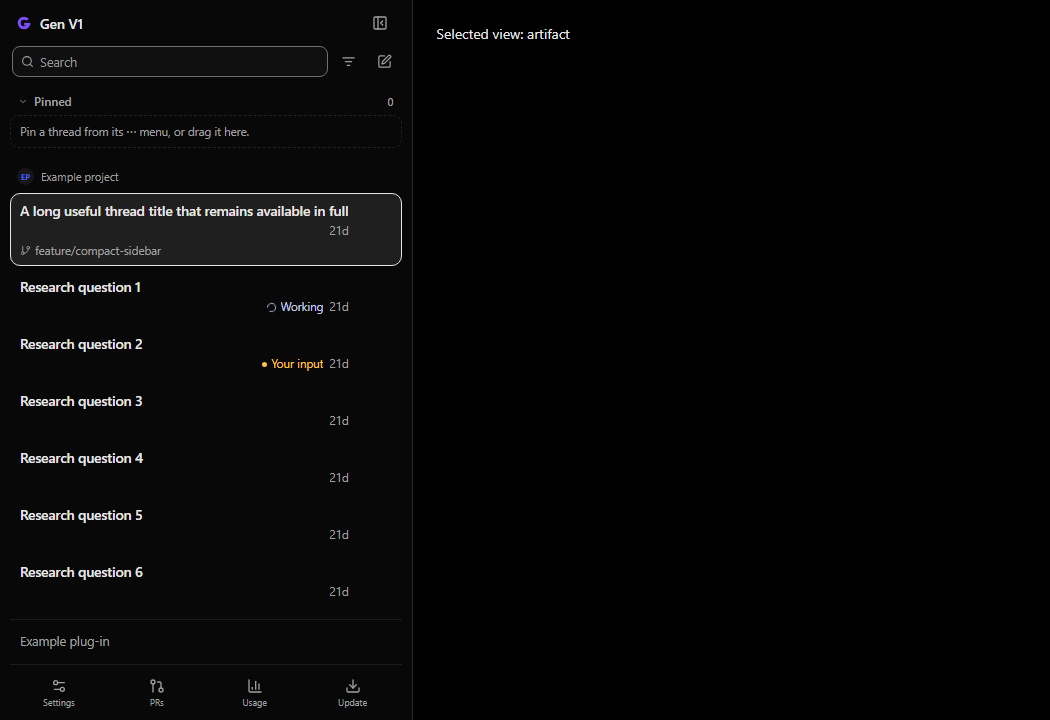 Gen V1
Search
Pinned 0
Pin a thread from its ··· menu, or drag it here.
EP Example project
A long useful thread title that remains available in full
21d
feature/compact-sidebar
Research question 1
Working 21d
Research question 2
Your input 21d
Research question 3
21d
Research question 4
21d
Research question 5
21d
Research question 6
21d
Example plug-in
Settings PRs Usage Update
Selected view: artifact